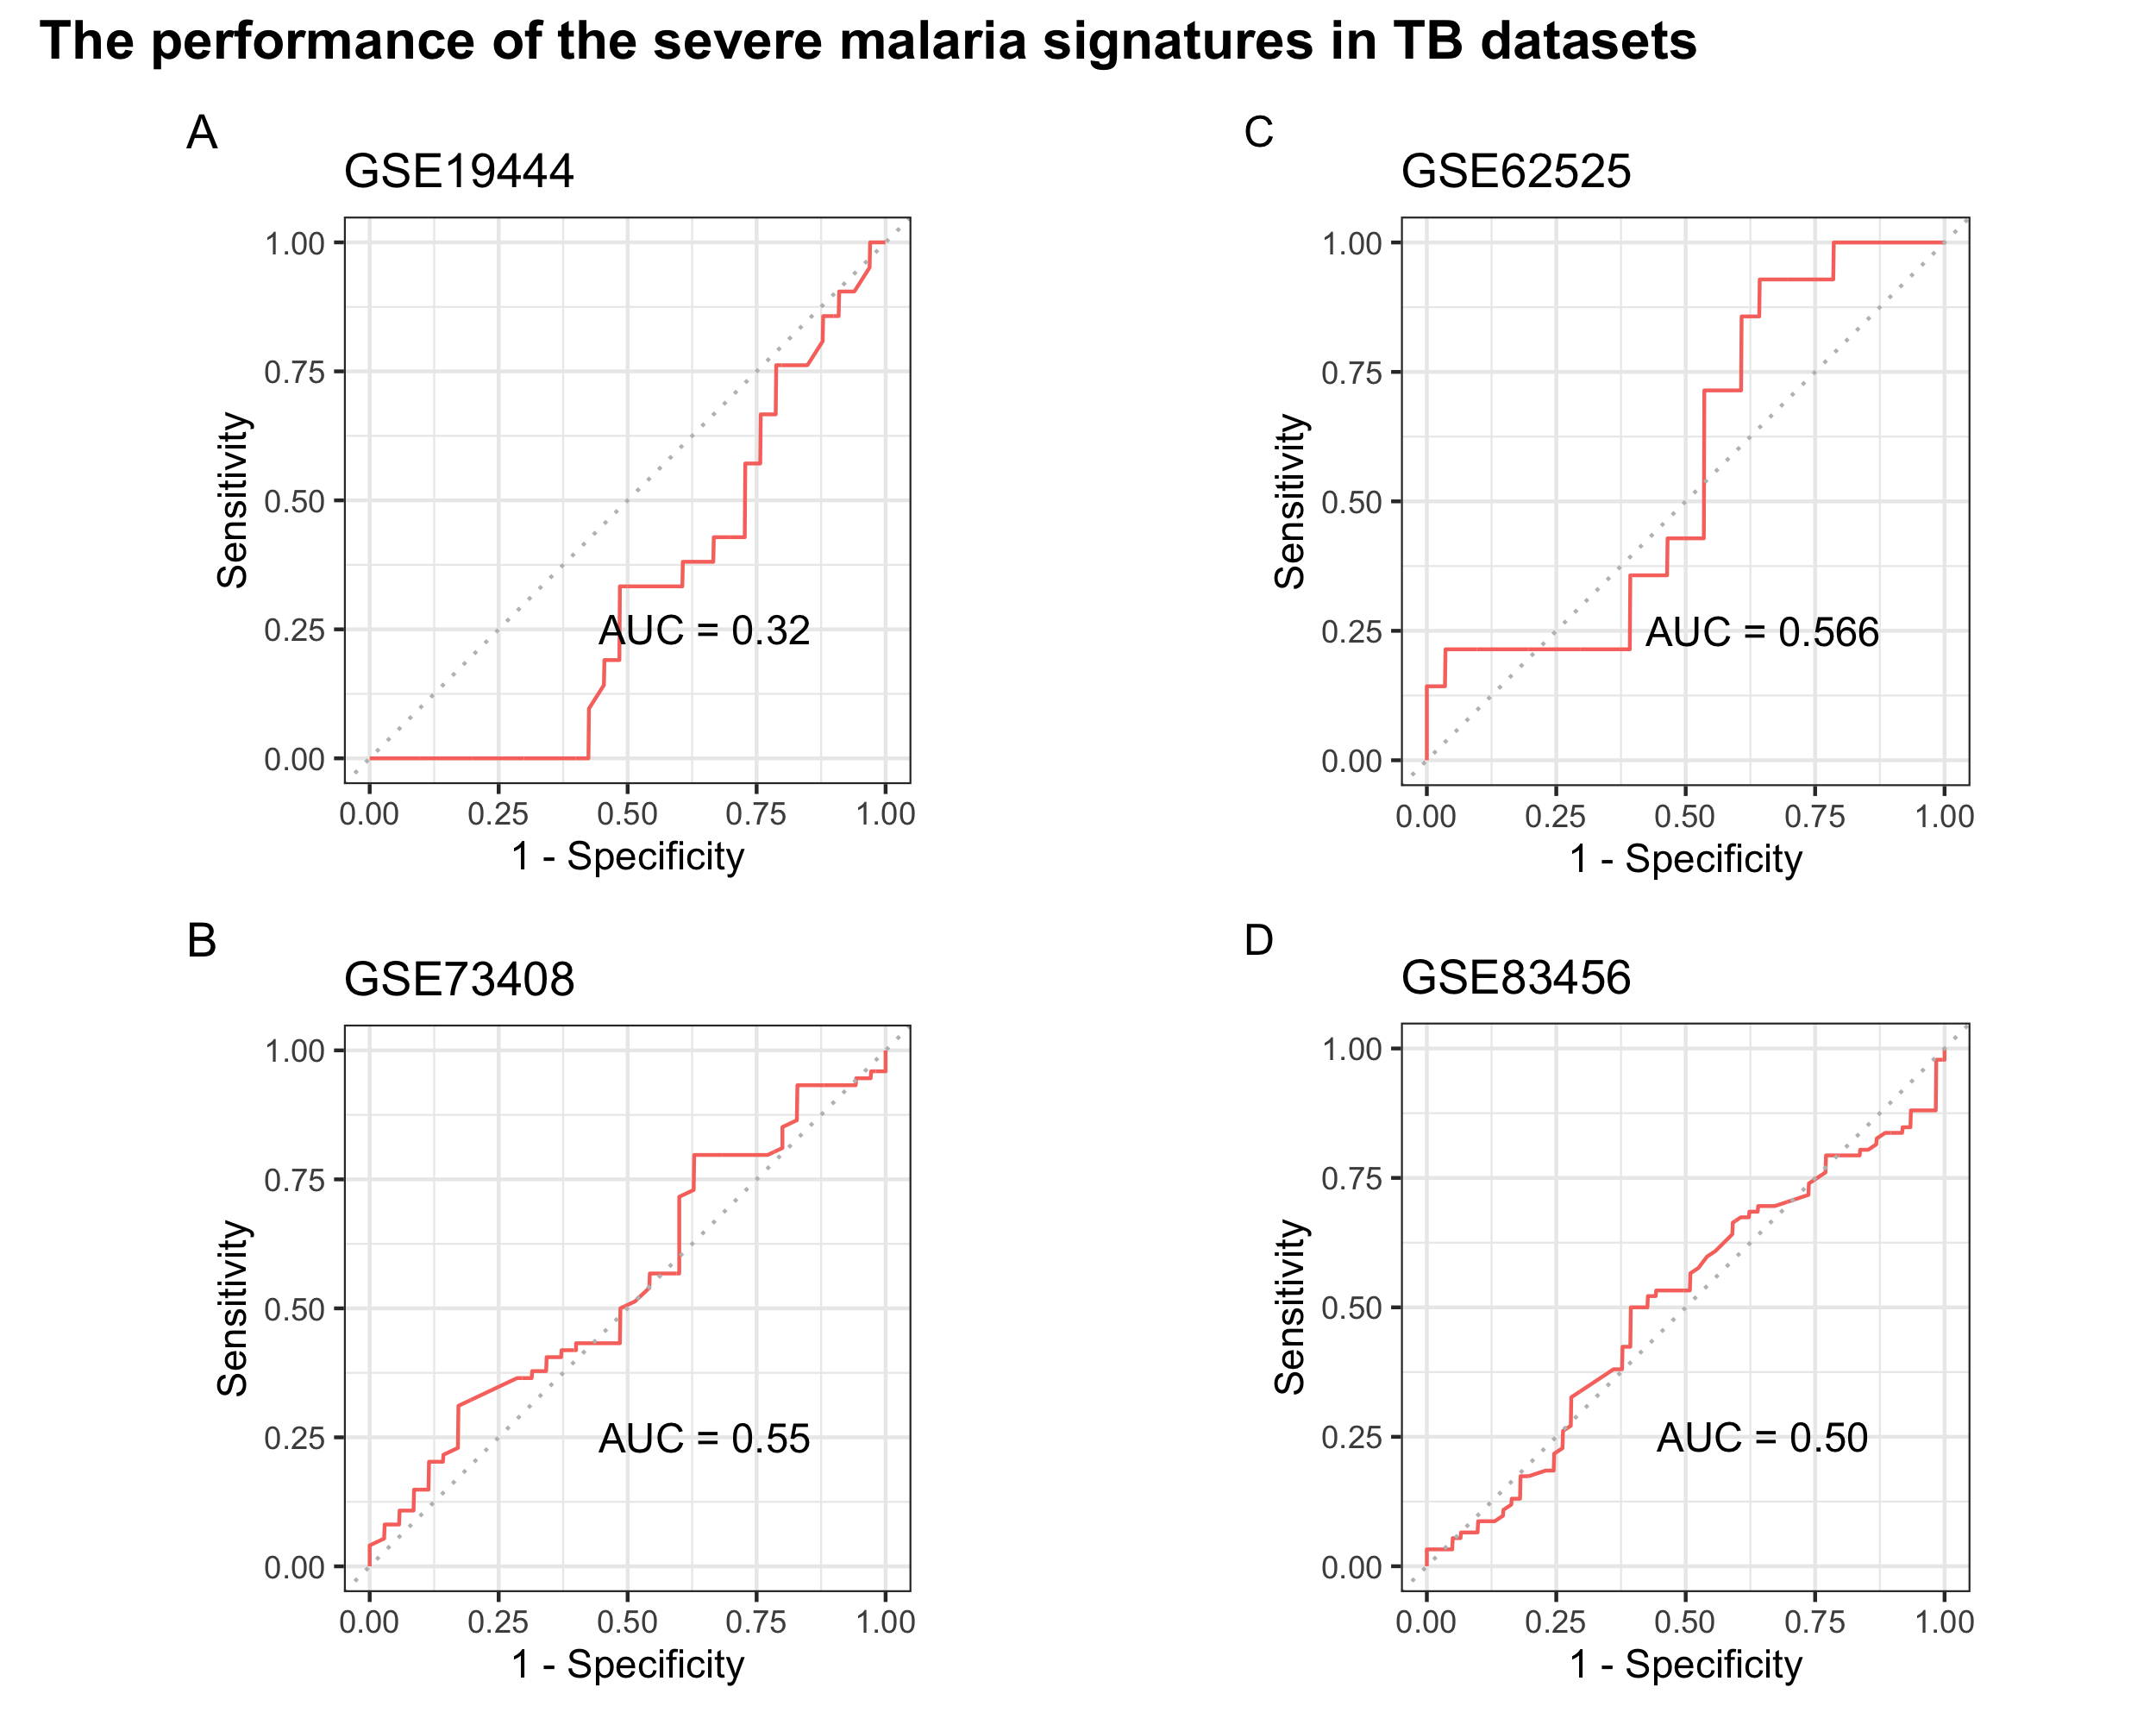 The performance of the severe malaria signatures in TB datasets
A
GSE19444
1.00
0.75
0.50
0.25
0.00
Sensitivity
AUC = 0.32
0.00 0.25 0.50 0.75 1.00
1 - Specificity
B
GSE73408
1.00
0.75
0.50
0.25
0.00
Sensitivity
AUC = 0.55
0.00 0.25 0.50 0.75 1.00
1 - Specificity
C
GSE62525
1.00
0.75
0.50
0.25
0.00
Sensitivity
AUC = 0.566
0.00 0.25 0.50 0.75 1.00
1 - Specificity
D
GSE83456
1.00
0.75
0.50
0.25
0.00
Sensitivity
AUC = 0.50
0.00 0.25 0.50 0.75 1.00
1 - Specificity